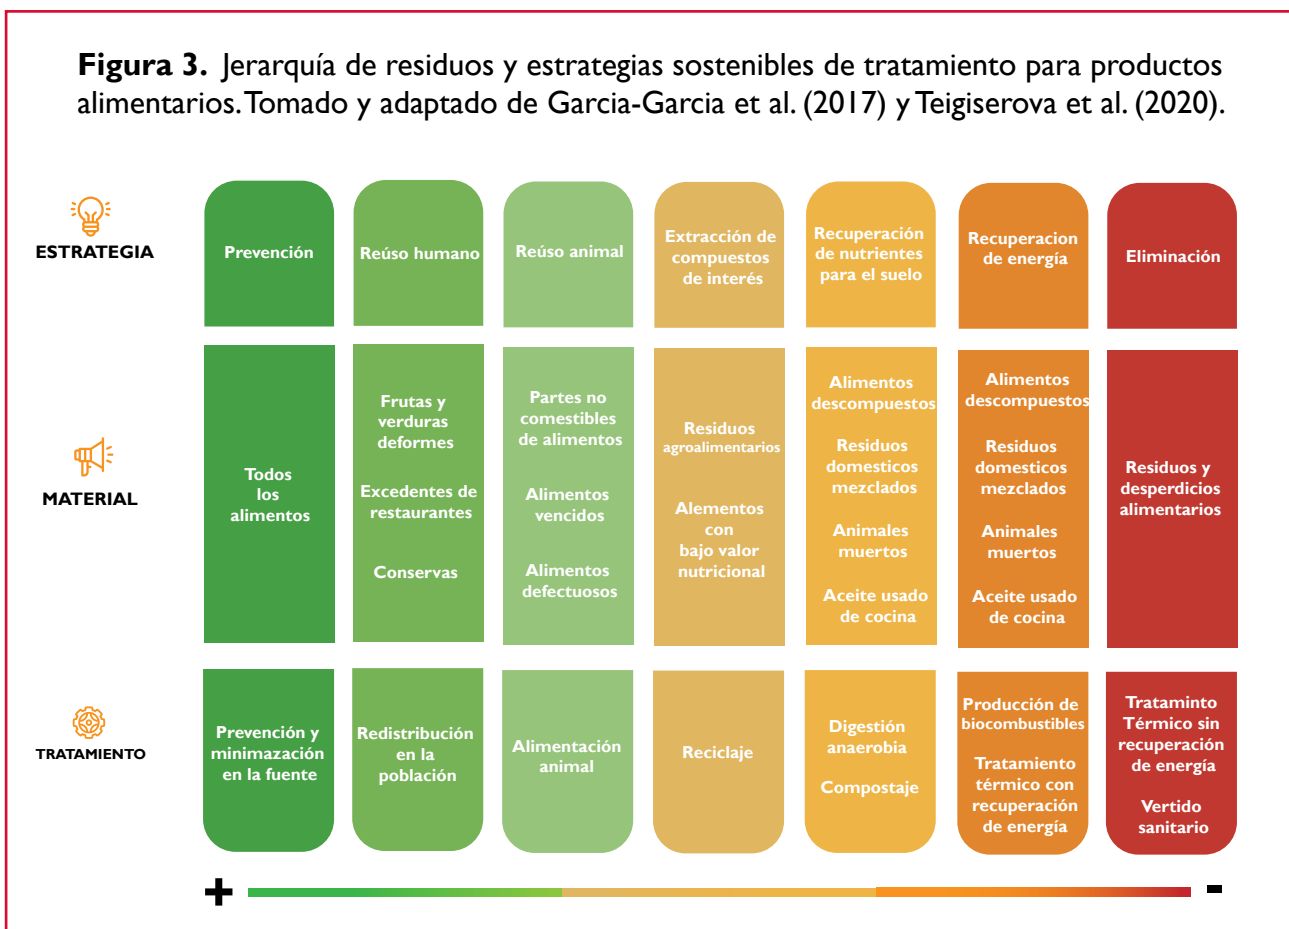 Figura 3. Jerarquía de residuos y estrategias sostenibles de tratamiento para productos
alimentarios. Tomado y adaptado de Garcia-Garcia et al. (2017) y Teigiserova et al. (2020).
ESTRATEGIA
Prevención
Reúso humano
Reúso animal
Extracción de
compuestos
de interés
Recuperación
de nutrientes
para el suelo
Recuperacion
de energía
Eliminación
MATERIAL
Todos
los
alimentos
Frutas y
verduras
deformes
Excedentes de
restaurantes
Conservas
Partes no
comestibles
de alimentos
Alimentos
vencidos
Alimentos
defectuosos
Residuos
agroalimentarios
Alementos
con
bajo valor
nutricional
Alimentos
descompuestos
Residuos
domesticos
mezclados
Animales
muertos
Aceite usado
de cocina
Alimentos
descompuestos
Residuos
domesticos
mezclados
Animales
muertos
Aceite usado
de cocina
Residuos y
desperdicios
alimentarios
TRATAMIENTO
Prevención y
minimazación
en la fuente
Redistribución
en la
población
Alimentación
animal
Reciclaje
Digestión
anaerobia
Compostaje
Producción de
biocombustibles
Tratamiento
térmico con
recuperación
de energía
Trataminto
Térmico sin
recuperación
de energía
Vertido
sanitario
+
-